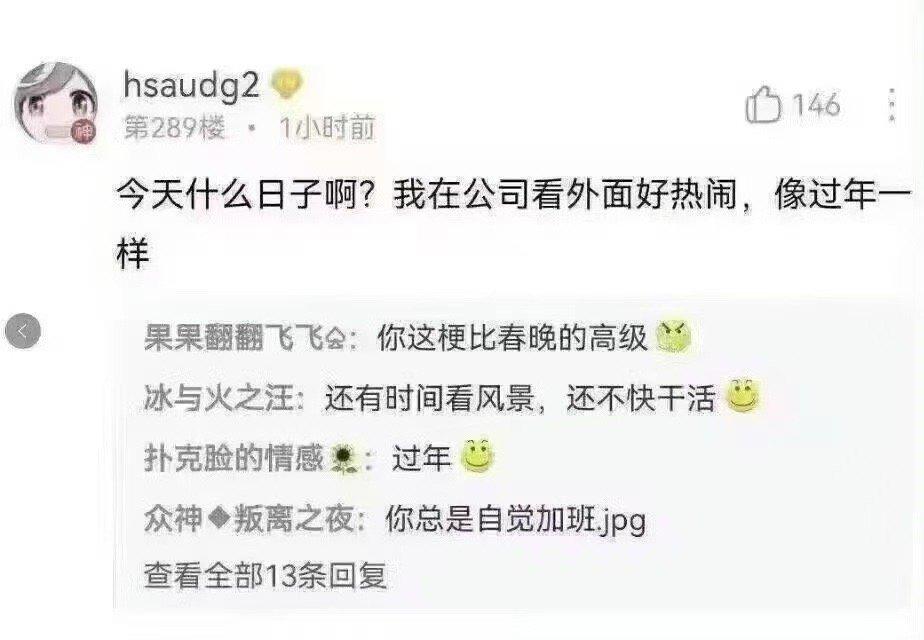 hsaudg2
第289楼 · 1小时前
146
神
今天什么日子啊？我在公司看外面好热闹，像过年一
样
果果翻翻飞飞㕕：你这梗比春晚的高级
冰与火之汪：还有时间看风景，还不快干活
扑克脸的情感🌻：过年
众神◆叛离之夜：你总是自觉加班.jpg
查看全部13条回复